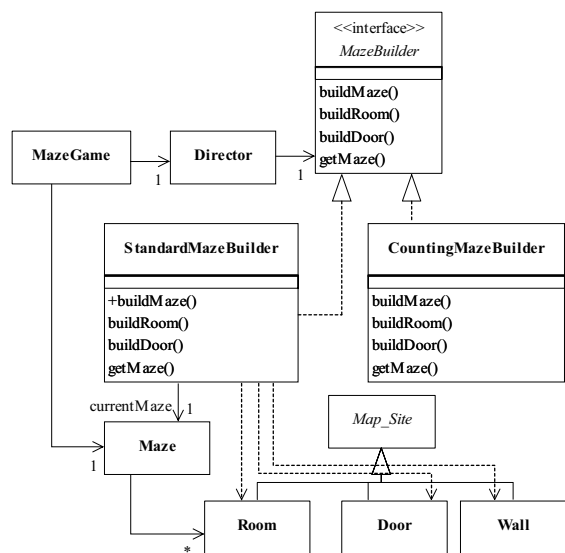 <<interface>>
MazeBuilder
buildMaze()
buildRoom()
buildDoor()
getMaze()
MazeGame
1
Director
1
StandardMazeBuilder
+buildMaze()
buildRoom()
buildDoor()
getMaze()
CountingMazeBuilder
buildMaze()
buildRoom()
buildDoor()
getMaze()
currentMaze
1
Map_Site
Maze
1
Room
*
Door
Wall